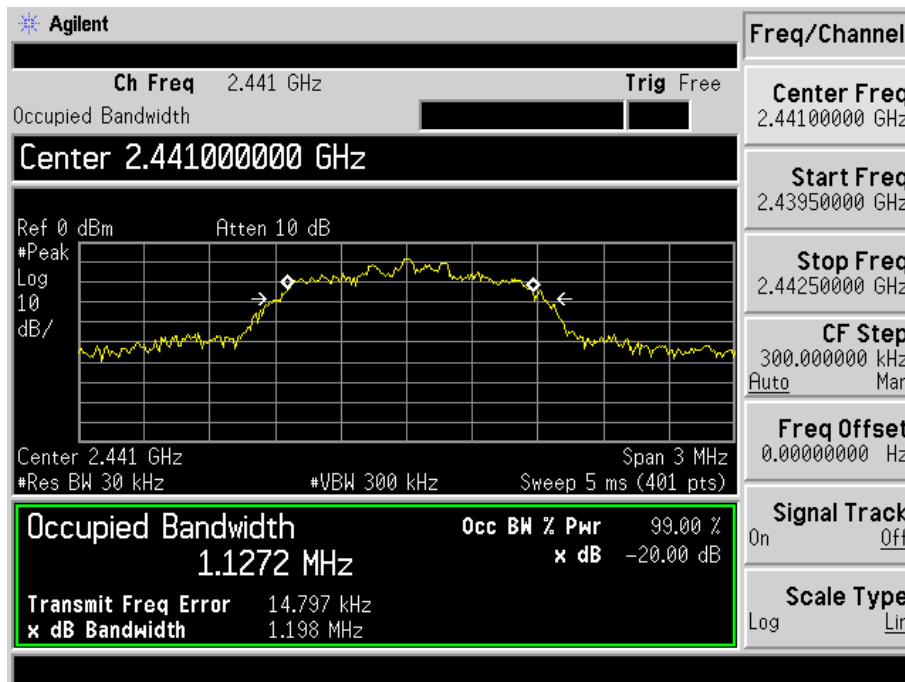 Agilent
Freq/Channel
Ch Freq 2.441 GHz Trig Free
Occupied Bandwidth
Center 2.441000000 GHz
Ref 0 dBm Atten 10 dB
#Peak
Log
10
dB/
Center 2.441 GHz Span 3 MHz
#Res BW 30 kHz #VBW 300 kHz Sweep 5 ms (401 pts)
Occupied Bandwidth Occ BW % Pwr 99.00 %
1.1272 MHz x dB -20.00 dB
Transmit Freq Error 14.797 kHz
x dB Bandwidth 1.198 MHz
Center Freq
2.44100000 GHz
Start Freq
2.43950000 GHz
Stop Freq
2.44250000 GHz
CF Step
300.000000 kHz
Auto Man
Freq Offset
0.00000000 Hz
Signal Track
On Off
Scale Type
Log Lin